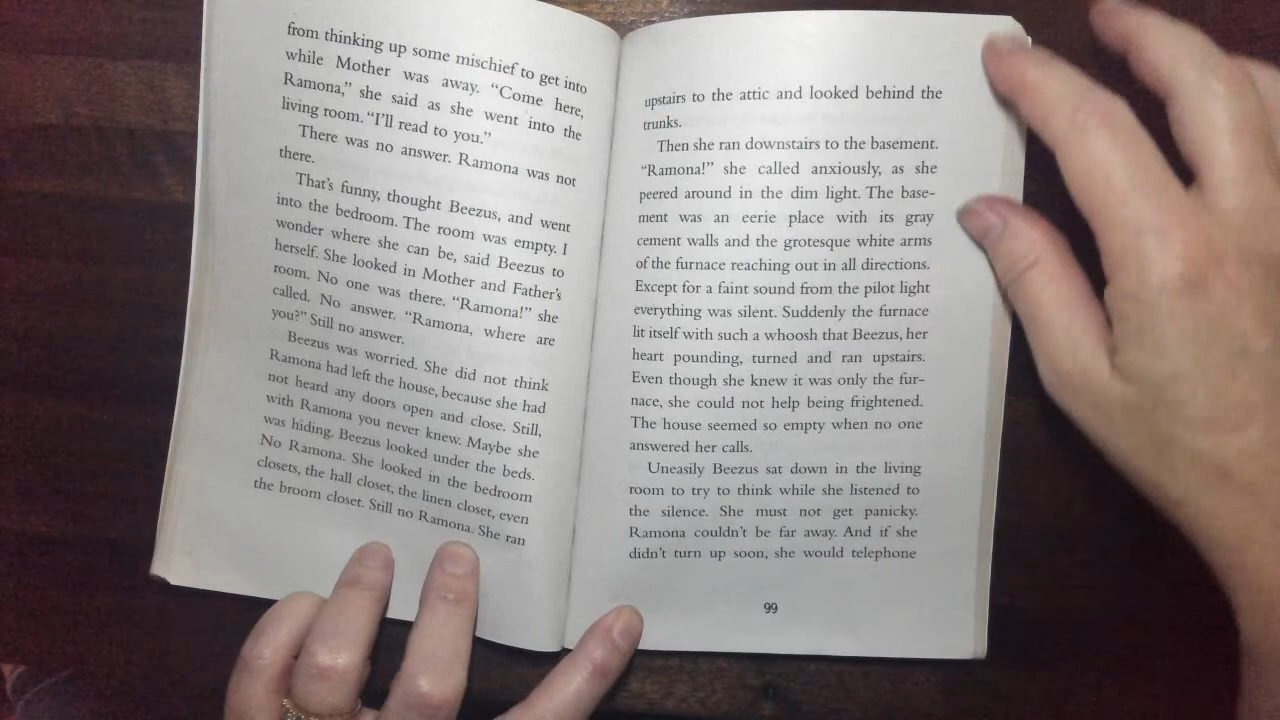 from thinking up some mischief to get into
while Mother was away. “Come here,
Ramona,” she said as she went into the
living room. “I’ll read to you.”
There was no answer. Ramona was not
there.
That’s funny, thought Beezus, and went
into the bedroom. The room was empty. I
wonder where she can be, said Beezus to
herself. She looked in Mother and Father’s
room. No one was there. “Ramona!” she
called. No answer. “Ramona, where are
you?” Still no answer.
Beezus was worried. She did not think
Ramona had left the house, because she had
not heard any doors open and close. Still,
with Ramona you never knew. Maybe she
was hiding. Beezus looked under the beds.
No Ramona. She looked in the bedroom
closets, the hall closet, the linen closet, even
the broom closet. Still no Ramona. She ran
upstairs to the attic and looked behind the
trunks.
Then she ran downstairs to the basement.
“Ramona!” she called anxiously, as she
peered around in the dim light. The base-
ment was an eerie place with its gray
cement walls and the grotesque white arms
of the furnace reaching out in all directions.
Except for a faint sound from the pilot light
everything was silent. Suddenly the furnace
lit itself with such a whoosh that Beezus, her
heart pounding, turned and ran upstairs.
Even though she knew it was only the fur-
nace, she could not help being frightened.
The house seemed so empty when no one
answered her calls.
Uneasily Beezus sat down in the living
room to try to think while she listened to
the silence. She must not get panicky.
Ramona couldn’t be far away. And if she
didn’t turn up soon, she would telephone
99